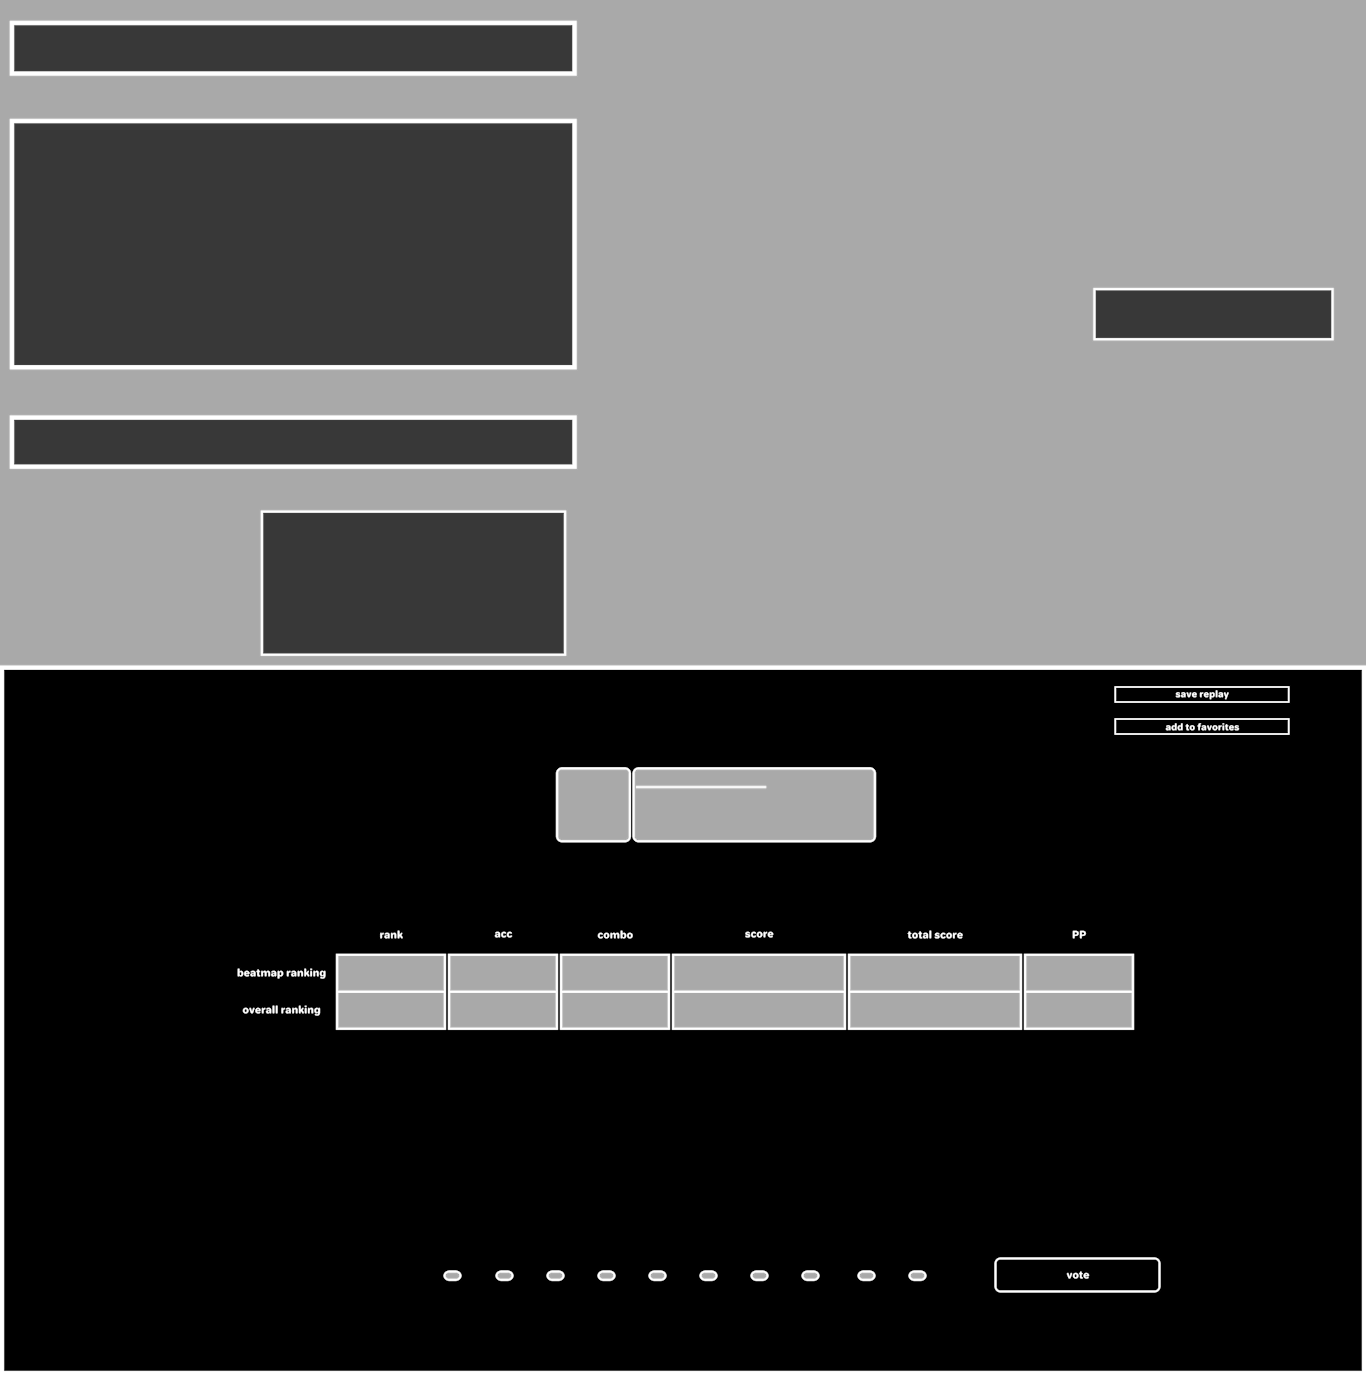 save replay
add to favorites
rank acc combo score total score PP
beatmap ranking
overall ranking
vote